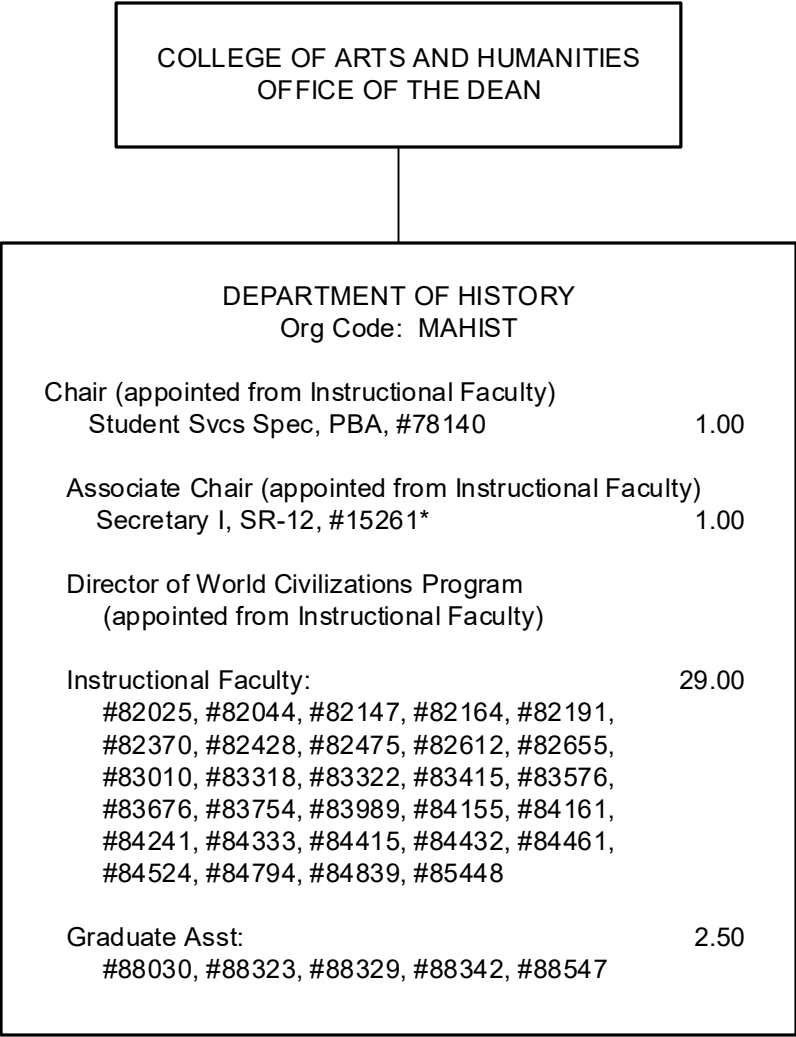 COLLEGE OF ARTS AND HUMANITIES
OFFICE OF THE DEAN
DEPARTMENT OF HISTORY
Org Code: MAHIST
Chair (appointed from Instructional Faculty)
Student Svcs Spec, PBA, #78140 1.00
Associate Chair (appointed from Instructional Faculty)
Secretary I, SR-12, #15261* 1.00
Director of World Civilizations Program
(appointed from Instructional Faculty)
Instructional Faculty: 29.00
#82025, #82044, #82147, #82164, #82191,
#82370, #82428, #82475, #82612, #82655,
#83010, #83318, #83322, #83415, #83576,
#83676, #83754, #83989, #84155, #84161,
#84241, #84333, #84415, #84432, #84461,
#84524, #84794, #84839, #85448
Graduate Asst: 2.50
#88030, #88323, #88329, #88342, #88547